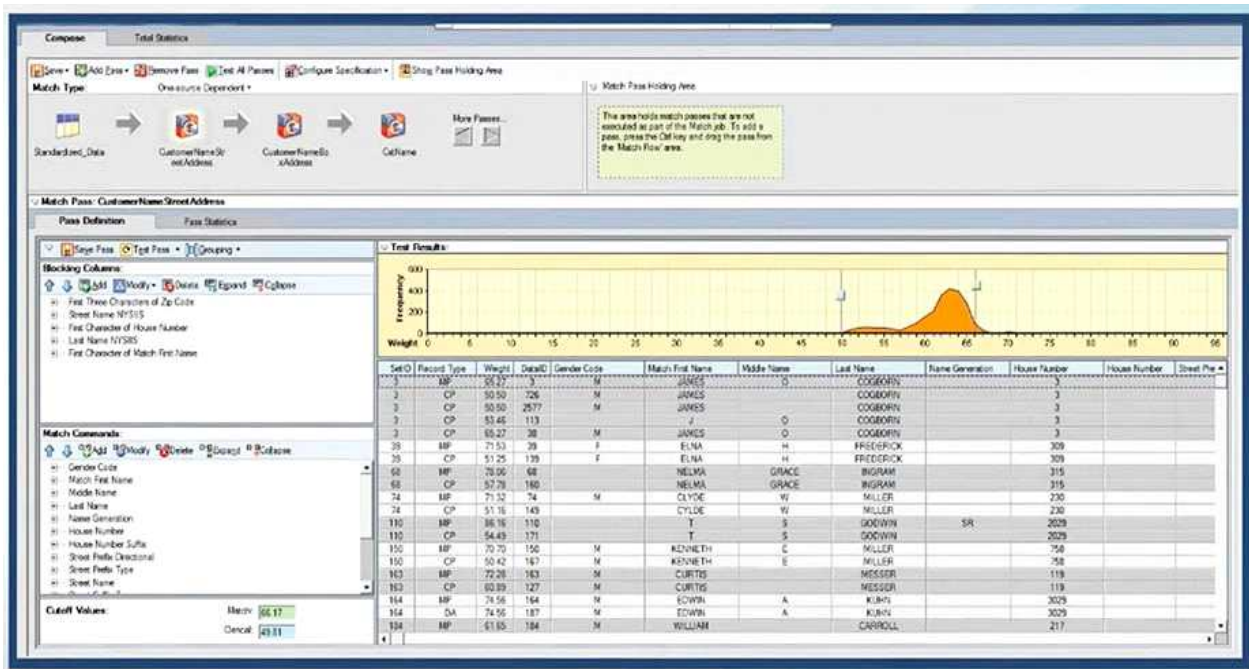 Compose Total Statistics
Save Add Pass Remove Pass Test All Passes Configure Specification Show Pass Holding Area
Match Type: One-source Dependent
Match Pass Holding Area
This area holds match passes that are not
executed as part of the Match job. To add a
pass, press the Ctrl key and drag the pass from
the 'Match Flow' area.
More Passes...
Standardized_Data CustomerNameStr CustomerNameBo CstName
eetAddress xAddress
Match Pass: CustomerNameStreetAddress
Pass Definition Pass Statistics
Save Pass Test Pass Grouping
Blocking Columns:
Add Modify Delete Expand Collapse
First Three Characters of Zip Code
Street Name NYSIIS
First Character of House Number
Last Name NYSIIS
First Character of Match First Name
Match Commands:
Add Modify Delete Expand Collapse
Gender Code
Match First Name
Middle Name
Last Name
Name Generation
House Number
House Number Suffix
Street Prefix Directional
Street Prefix Type
Street Name
Cutoff Values: Match: 66.17
Clerical: 49.81
Test Results:
Frequency
600
400
200
0
Weight 0 5 10 15 20 25 30 35 40 45 50 55 60 65 70 75 80 85 90 95
SetID Record Type Weight DataID Gender Code Match First Name Middle Name Last Name Name Generation House Number House Number Street Pre
3 MP 65.27 3 M JAMES O COGBORN 3
3 CP 50.50 726 M JAMES COGBORN 3
3 CP 50.50 2577 M JAMES COGBORN 3
3 CP 53.46 113 J O COGBORN 3
3 CP 65.27 38 M JAMES O COGBORN 3
39 MP 71.53 39 F ELNA H FREDERICK 309
39 CP 51.25 139 F ELNA H FREDERICK 309
68 MP 78.06 68 NELMA GRACE INGRAM 315
68 CP 57.78 160 NELMA GRACE INGRAM 315
74 MP 71.32 74 M CLYDE W MILLER 230
74 CP 51.16 149 CYLDE W MILLER 230
110 MP 86.16 110 T S GODWIN SR 2029
110 CP 54.49 171 T S GODWIN 2029
150 MP 70.70 150 M KENNETH E MILLER 758
150 CP 50.42 167 M KENNETH E MILLER 758
163 MP 72.28 163 M CURTIS MESSER 119
163 CP 60.89 127 M CURTIS MESSER 119
164 MP 74.56 164 M EDWIN A KUHN 3029
164 DA 74.56 187 M EDWIN A KUHN 3029
184 MP 61.65 184 M WILLIAM CARROLL 217